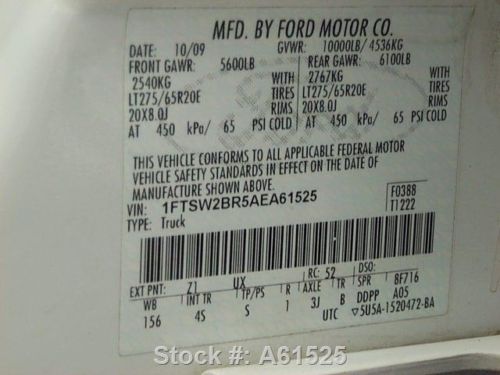 MFD. BY FORD MOTOR CO.
DATE: 10/09 GVWR: 10000LB/ 4536KG
FRONT GAWR: 5600LB REAR GAWR: 6100LB
2540KG WITH 2767KG WITH
LT275/65R20E TIRES LT275/65R20E TIRES
20X8.0J RIMS 20X8.0J RIMS
AT 450 kPa/ 65 PSI COLD AT 450 kPa/ 65 PSI COLD
THIS VEHICLE CONFORMS TO ALL APPLICABLE FEDERAL MOTOR
VEHICLE SAFETY STANDARDS IN EFFECT ON THE DATE OF
MANUFACTURE SHOWN ABOVE.
VIN: 1FTSW2BR5AEA61525 F0388
TYPE: Truck T1222
EXT PNT: Z1 UX RC: 52 DSO:
WB INT TR TP/PS R AXLE TR SPR BF716
156 4S S 1 3J B DDPP A05
UTC ▽5U5A-1520472-BA
Stock #: A61525